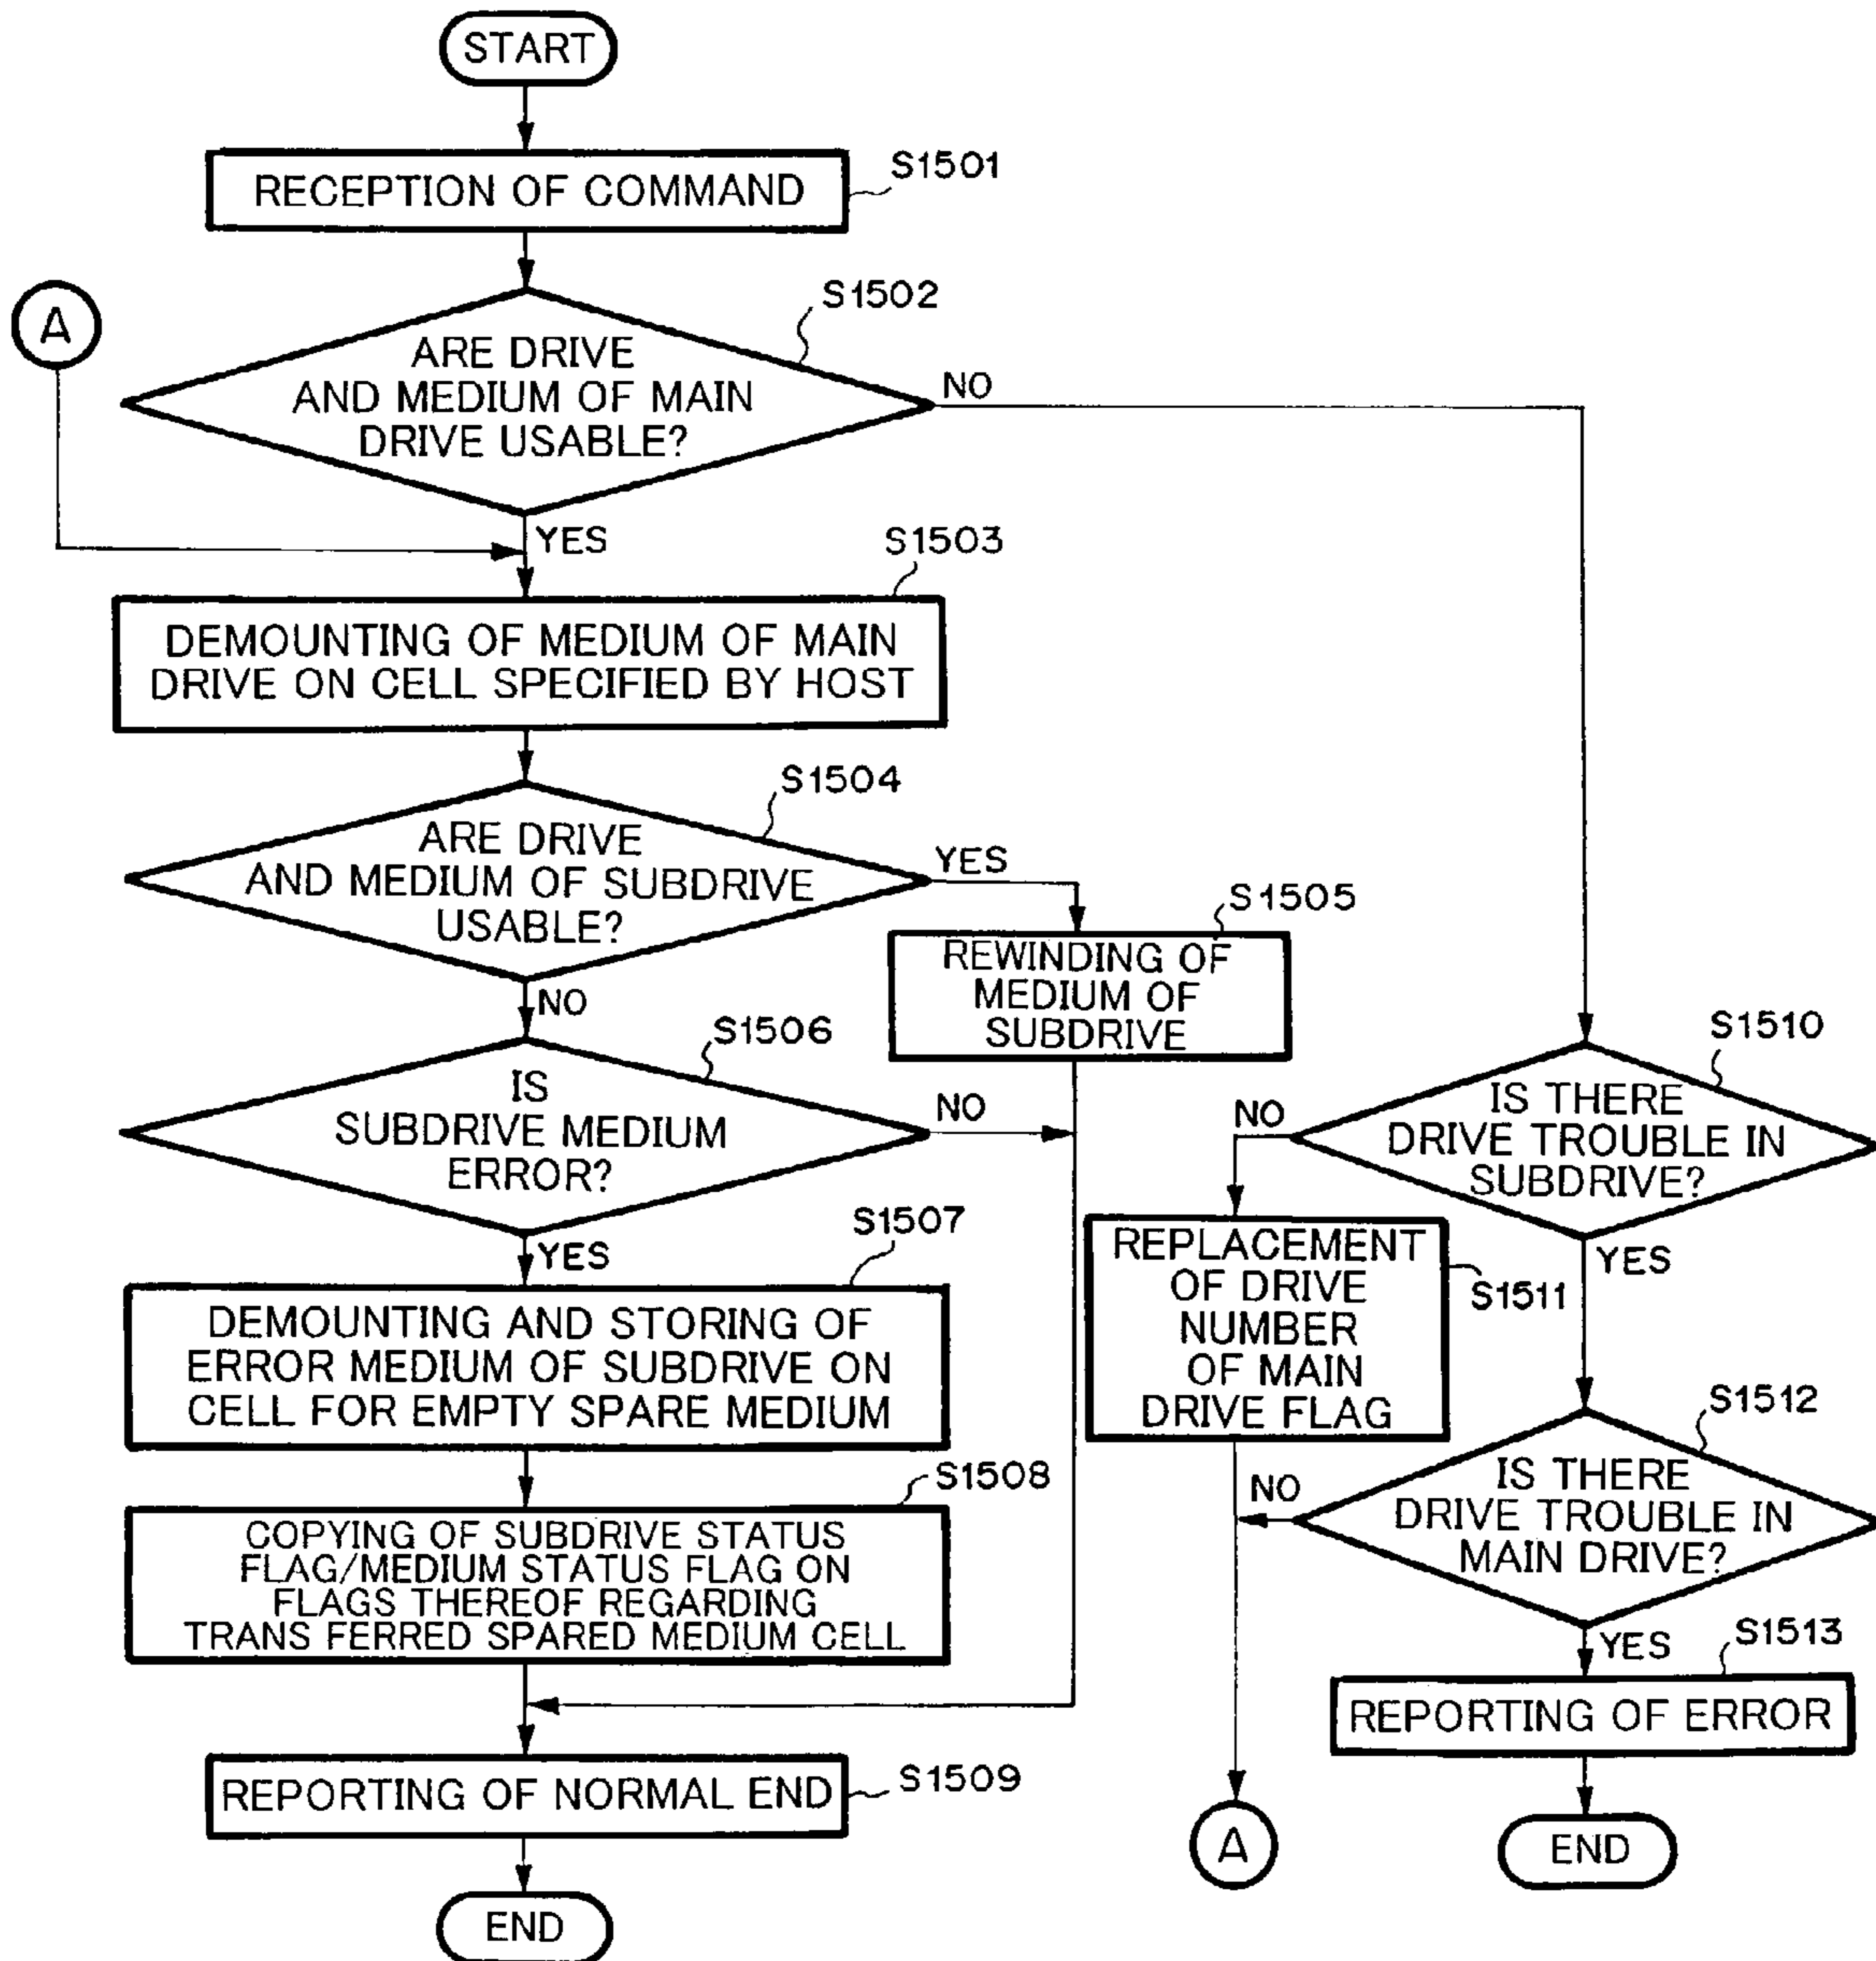 START
RECEPTION OF COMMAND
S1501
A
S1502
ARE DRIVE
AND MEDIUM OF MAIN
DRIVE USABLE?
NO
YES
S1503
DEMOUNTING OF MEDIUM OF MAIN
DRIVE ON CELL SPECIFIED BY HOST
S1504
ARE DRIVE
AND MEDIUM OF SUBDRIVE
USABLE?
YES
NO
S1505
REWINDING OF
MEDIUM OF
SUBDRIVE
S1506
IS
SUBDRIVE MEDIUM
ERROR?
NO
YES
S1507
DEMOUNTING AND STORING OF
ERROR MEDIUM OF SUBDRIVE ON
CELL FOR EMPTY SPARE MEDIUM
S1508
COPYING OF SUBDRIVE STATUS
FLAG/MEDIUM STATUS FLAG ON
FLAGS THEREOF REGARDING
TRANS FERRED SPARED MEDIUM CELL
REPORTING OF NORMAL END
S1509
END
S1510
IS THERE
DRIVE TROUBLE IN
SUBDRIVE?
NO
YES
REPLACEMENT
OF DRIVE
NUMBER
OF MAIN
DRIVE FLAG
S1511
S1512
IS THERE
DRIVE TROUBLE IN
MAIN DRIVE?
NO
YES
S1513
REPORTING OF ERROR
A
END